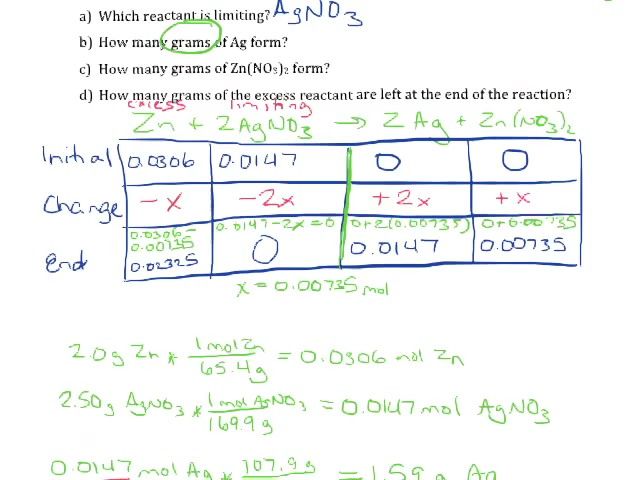 a) Which reactant is limiting? AgNO3
b) How many grams of Ag form?
c) How many grams of Zn(NO3)2 form?
d) How many grams of the excess reactant are left at the end of the reaction?
excess limiting
Zn + 2AgNO3 → 2 Ag + Zn(NO3)2
Initial 0.0306 0.0147 0 0
Change - x - 2x + 2x + x
0.0306 - 0.0147 - 2x = 0 0+2(0.00735) 0+0.00735
0.00735
End 0.02325 0 0.0147 0.00735
x = 0.00735 mol
2.0g Zn * 1 mol Zn / 65.4 g = 0.0306 mol Zn
2.50g AgNO3 * 1 mol AgNO3 / 169.9 g = 0.0147 mol AgNO3
0.0147 mol Ag * 107.9 g = 1.59 g Ag